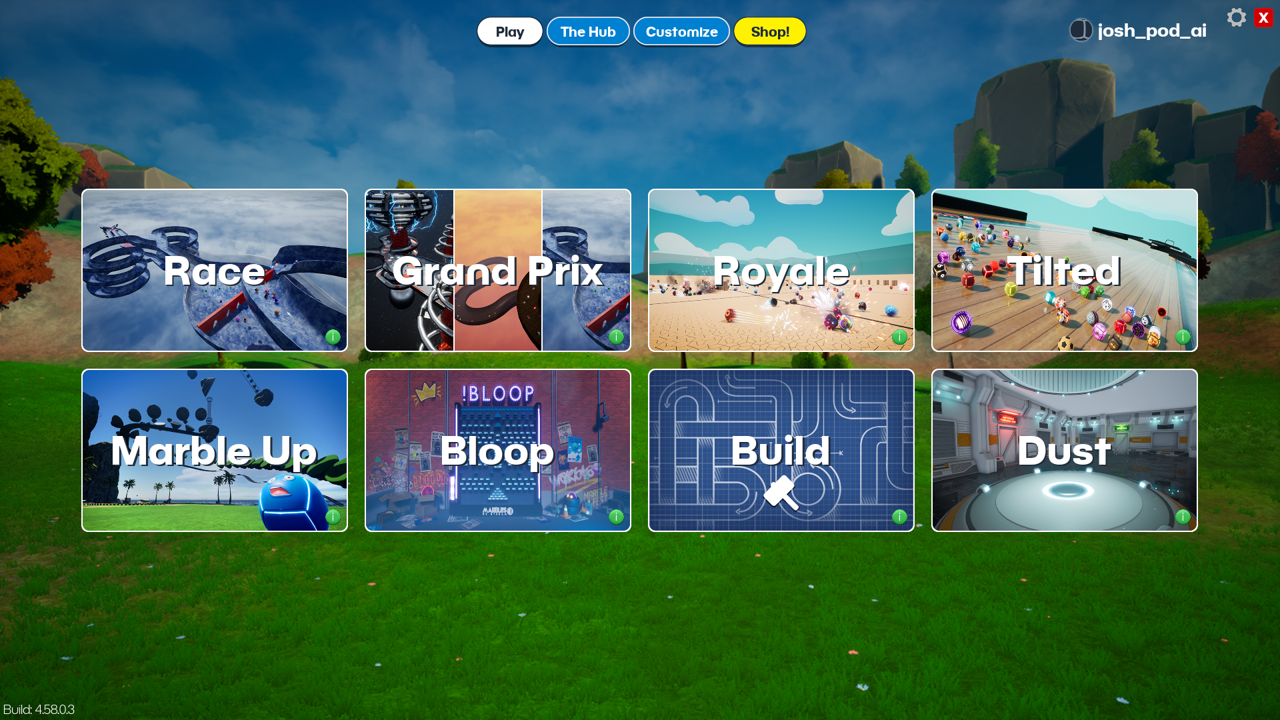 Play
The Hub
Customize
Shop!
josh_pod_ai
X
Race
Grand Prix
Royale
Tilted
Marble Up
!BLOOP
Bloop
Build
Dust
Build: 4.58.0.3